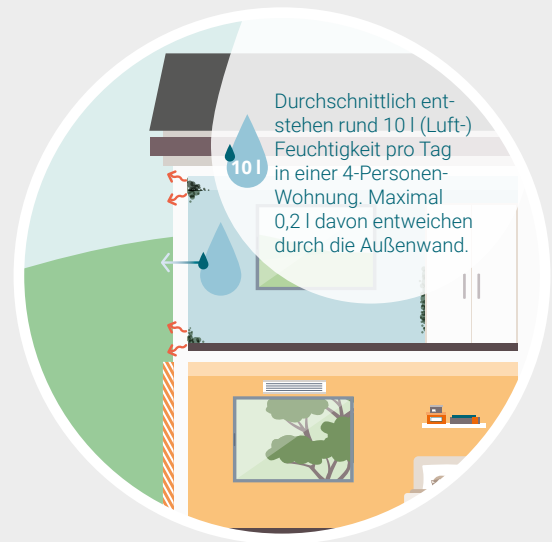 Durchschnittlich ent-
stehen rund 10 l (Luft-)
Feuchtigkeit pro Tag
in einer 4-Personen-
Wohnung. Maximal
0,2 l davon entweichen
durch die Außenwand.
10 l